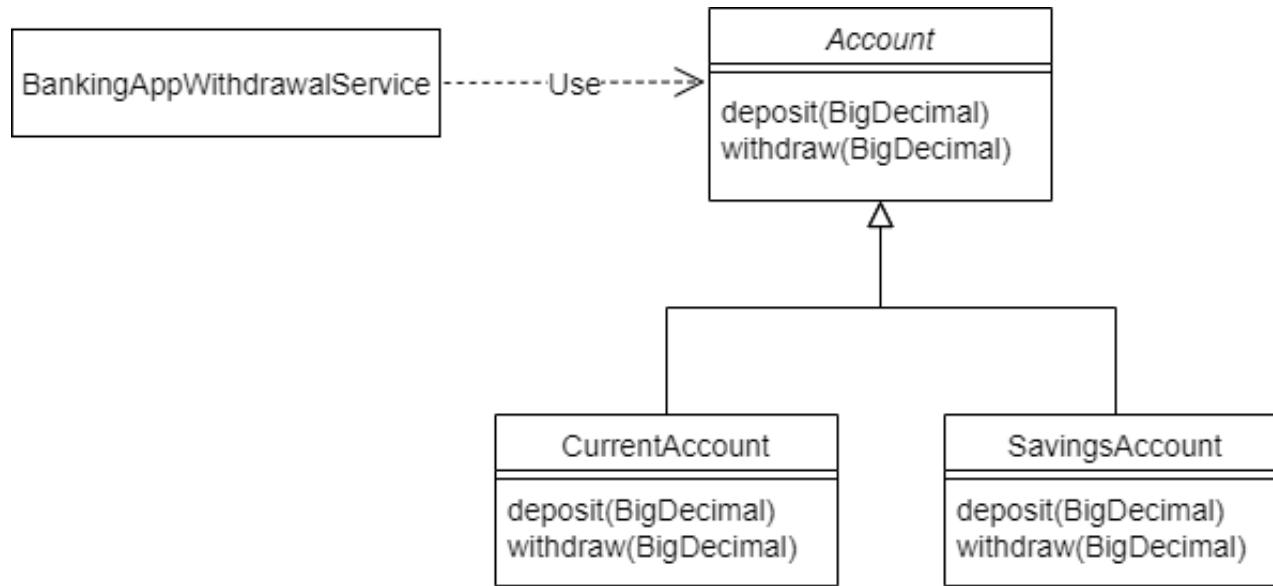 BankingAppWithdrawalService
Use
Account
deposit(BigDecimal)
withdraw(BigDecimal)
CurrentAccount
deposit(BigDecimal)
withdraw(BigDecimal)
SavingsAccount
deposit(BigDecimal)
withdraw(BigDecimal)